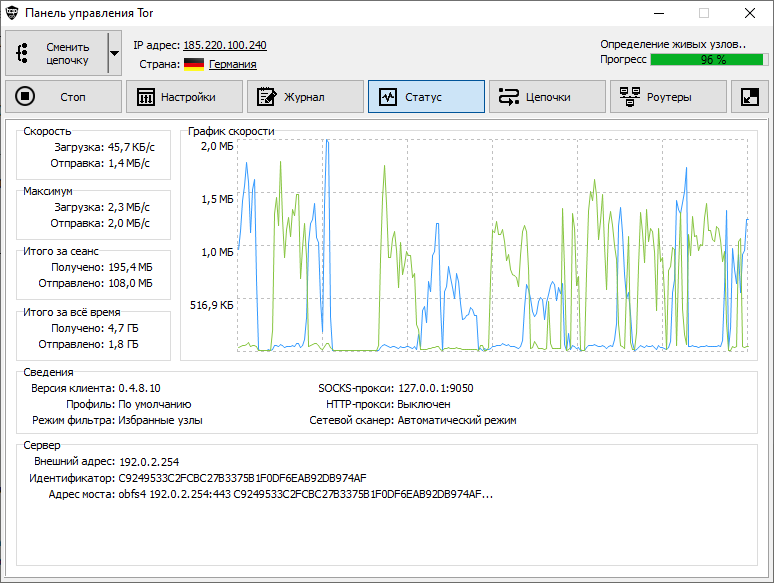 Панель управления Tor
Сменить
цепочку
IP адрес: 185.220.100.240
Страна: Германия
Определение живых узлов..
Прогресс 96 %
Стоп
Настройки
Журнал
Статус
Цепочки
Роутеры
Скорость
Загрузка: 45,7 КБ/с
Отправка: 1,4 МБ/с
Максимум
Загрузка: 2,3 МБ/с
Отправка: 2,0 МБ/с
Итого за сеанс
Получено: 195,4 МБ
Отправлено: 108,0 МБ
Итого за всё время
Получено: 4,7 ГБ
Отправлено: 1,8 ГБ
График скорости
2,0 МБ
1,5 МБ
1,0 МБ
516,9 КБ
Сведения
Версия клиента: 0.4.8.10
Профиль: По умолчанию
Режим фильтра: Избранные узлы
SOCKS-прокси: 127.0.0.1:9050
HTTP-прокси: Выключен
Сетевой сканер: Автоматический режим
Сервер
Внешний адрес: 192.0.2.254
Идентификатор: C9249533C2FCBC27B3375B1F0DF6EAB92DB974AF
Адрес моста: obfs4 192.0.2.254:443 C9249533C2FCBC27B3375B1F0DF6EAB92DB974AF...